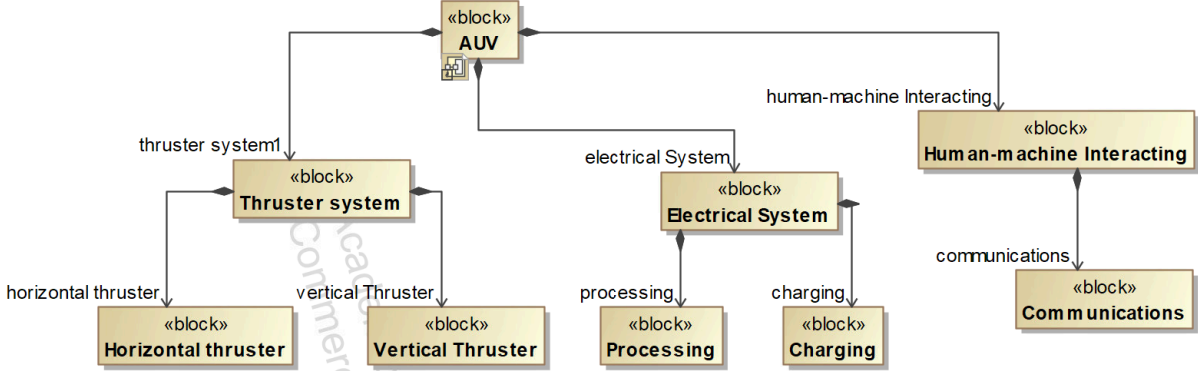 «block»
AUV
human-machine Interacting
«block»
Human-machine Interacting
thruster system1
«block»
Thruster system
electrical System
«block»
Electrical System
communications
«block»
Communications
horizontal thruster
«block»
Horizontal thruster
vertical Thruster
«block»
Vertical Thruster
processing
«block»
Processing
charging
«block»
Charging